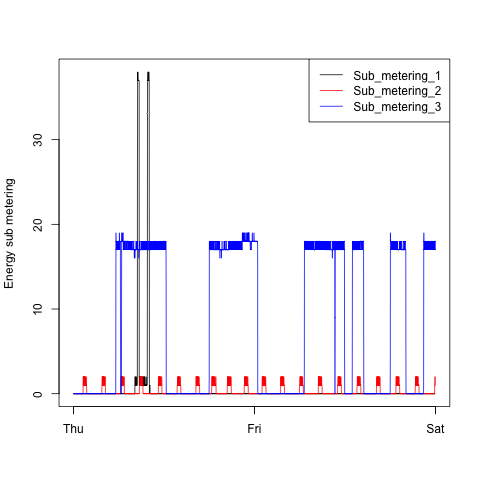 Sub_metering_1
Sub_metering_2
Sub_metering_3
Energy sub metering
30
20
10
0
Thu Fri Sat